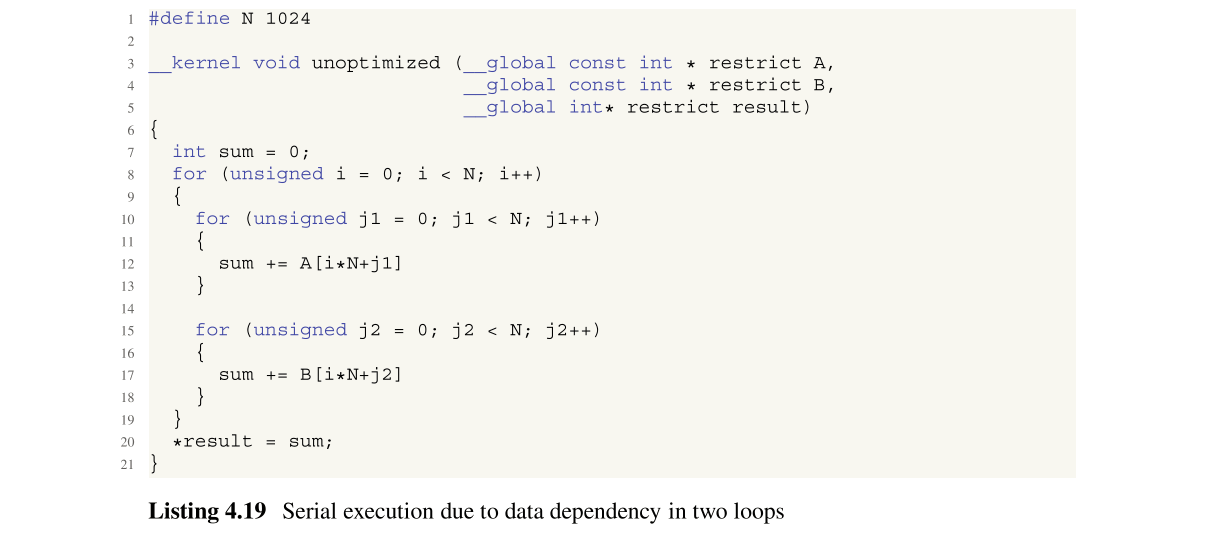 1 #define N 1024
2
3 __kernel void unoptimized (__global const int * restrict A,
4 __global const int * restrict B,
5 __global int* restrict result)
6 {
7 int sum = 0;
8 for (unsigned i = 0; i < N; i++)
9 {
10 for (unsigned j1 = 0; j1 < N; j1++)
11 {
12 sum += A[i*N+j1]
13 }
14
15 for (unsigned j2 = 0; j2 < N; j2++)
16 {
17 sum += B[i*N+j2]
18 }
19 }
20 *result = sum;
21 }
Listing 4.19 Serial execution due to data dependency in two loops